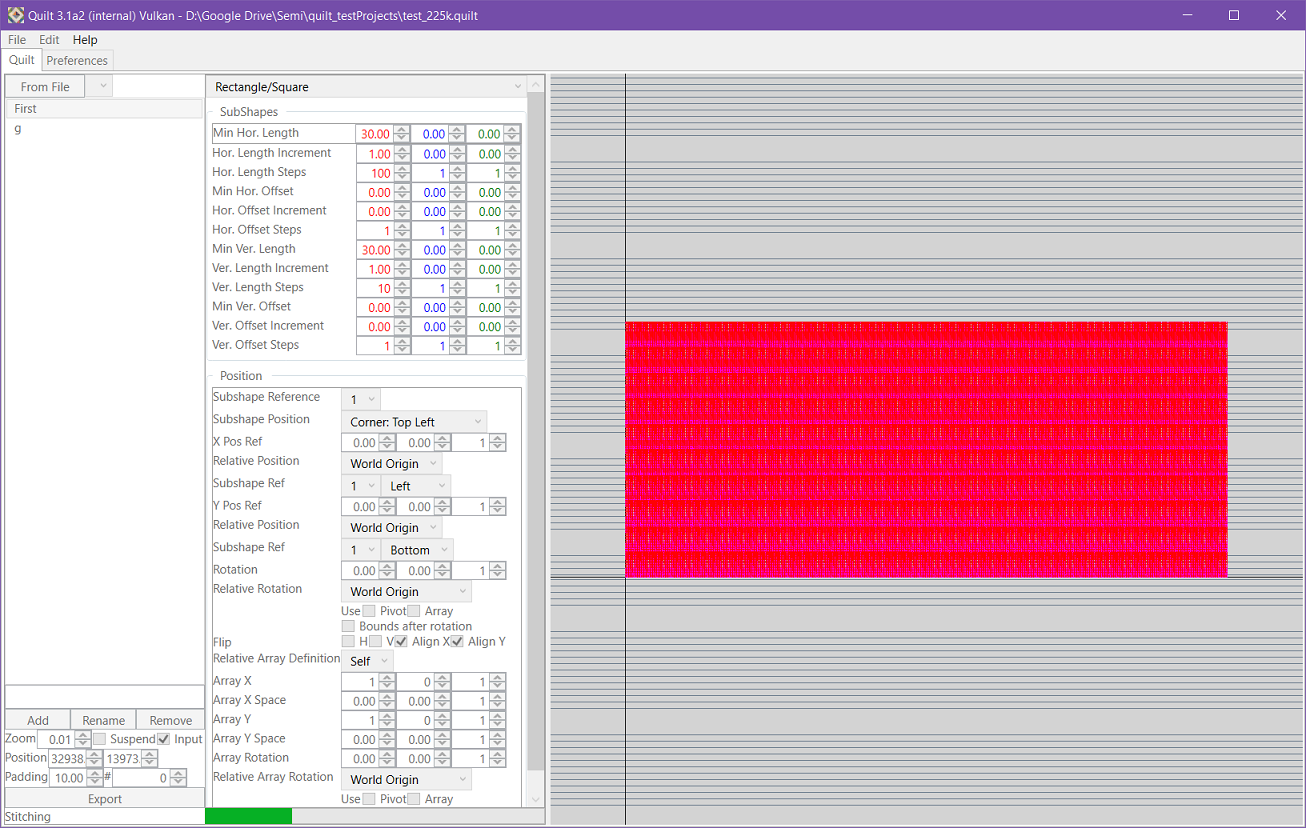 Quilt 3.1a2 (internal) Vulkan - D:\Google Drive\Semi\quilt_testProjects\test_225k.quilt
File Edit Help
Quilt Preferences
From File
First
g
Rectangle/Square
SubShapes
Min Hor. Length 30.00 0.00 0.00
Hor. Length Increment 1.00 0.00 0.00
Hor. Length Steps 100 1 1
Min Hor. Offset 0.00 0.00 0.00
Hor. Offset Increment 0.00 0.00 0.00
Hor. Offset Steps 1 1 1
Min Ver. Length 30.00 0.00 0.00
Ver. Length Increment 1.00 0.00 0.00
Ver. Length Steps 10 1 1
Min Ver. Offset 0.00 0.00 0.00
Ver. Offset Increment 0.00 0.00 0.00
Ver. Offset Steps 1 1 1
Position
Subshape Reference 1
Subshape Position Corner: Top Left
X Pos Ref 0.00 0.00 1
Relative Position World Origin
Subshape Ref 1 Left
Y Pos Ref 0.00 0.00 1
Relative Position World Origin
Subshape Ref 1 Bottom
Rotation 0.00 0.00 1
Relative Rotation World Origin
Use Pivot Array
Bounds after rotation
Flip H V Align X Align Y
Relative Array Definition Self
Array X 1 0 1
Array X Space 0.00 0.00 1
Array Y 1 0 1
Array Y Space 0.00 0.00 1
Array Rotation 0.00 0.00 1
Relative Array Rotation World Origin
Use Pivot Array
Add Rename Remove
Zoom 0.01 Suspend Input
Position 32938. 13973.
Padding 10.00 # 0
Export
Stitching